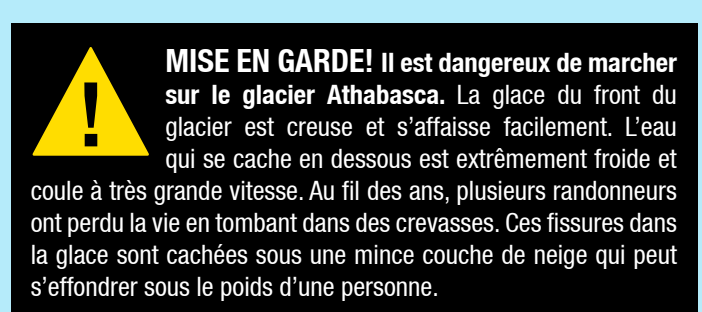 MISE EN GARDE! Il est dangereux de marcher
sur le glacier Athabasca. La glace du front du
glacier est creuse et s’affaisse facilement. L’eau
qui se cache en dessous est extrêmement froide et
coule à très grande vitesse. Au fil des ans, plusieurs randonneurs
ont perdu la vie en tombant dans des crevasses. Ces fissures dans
la glace sont cachées sous une mince couche de neige qui peut
s’effondrer sous le poids d’une personne.